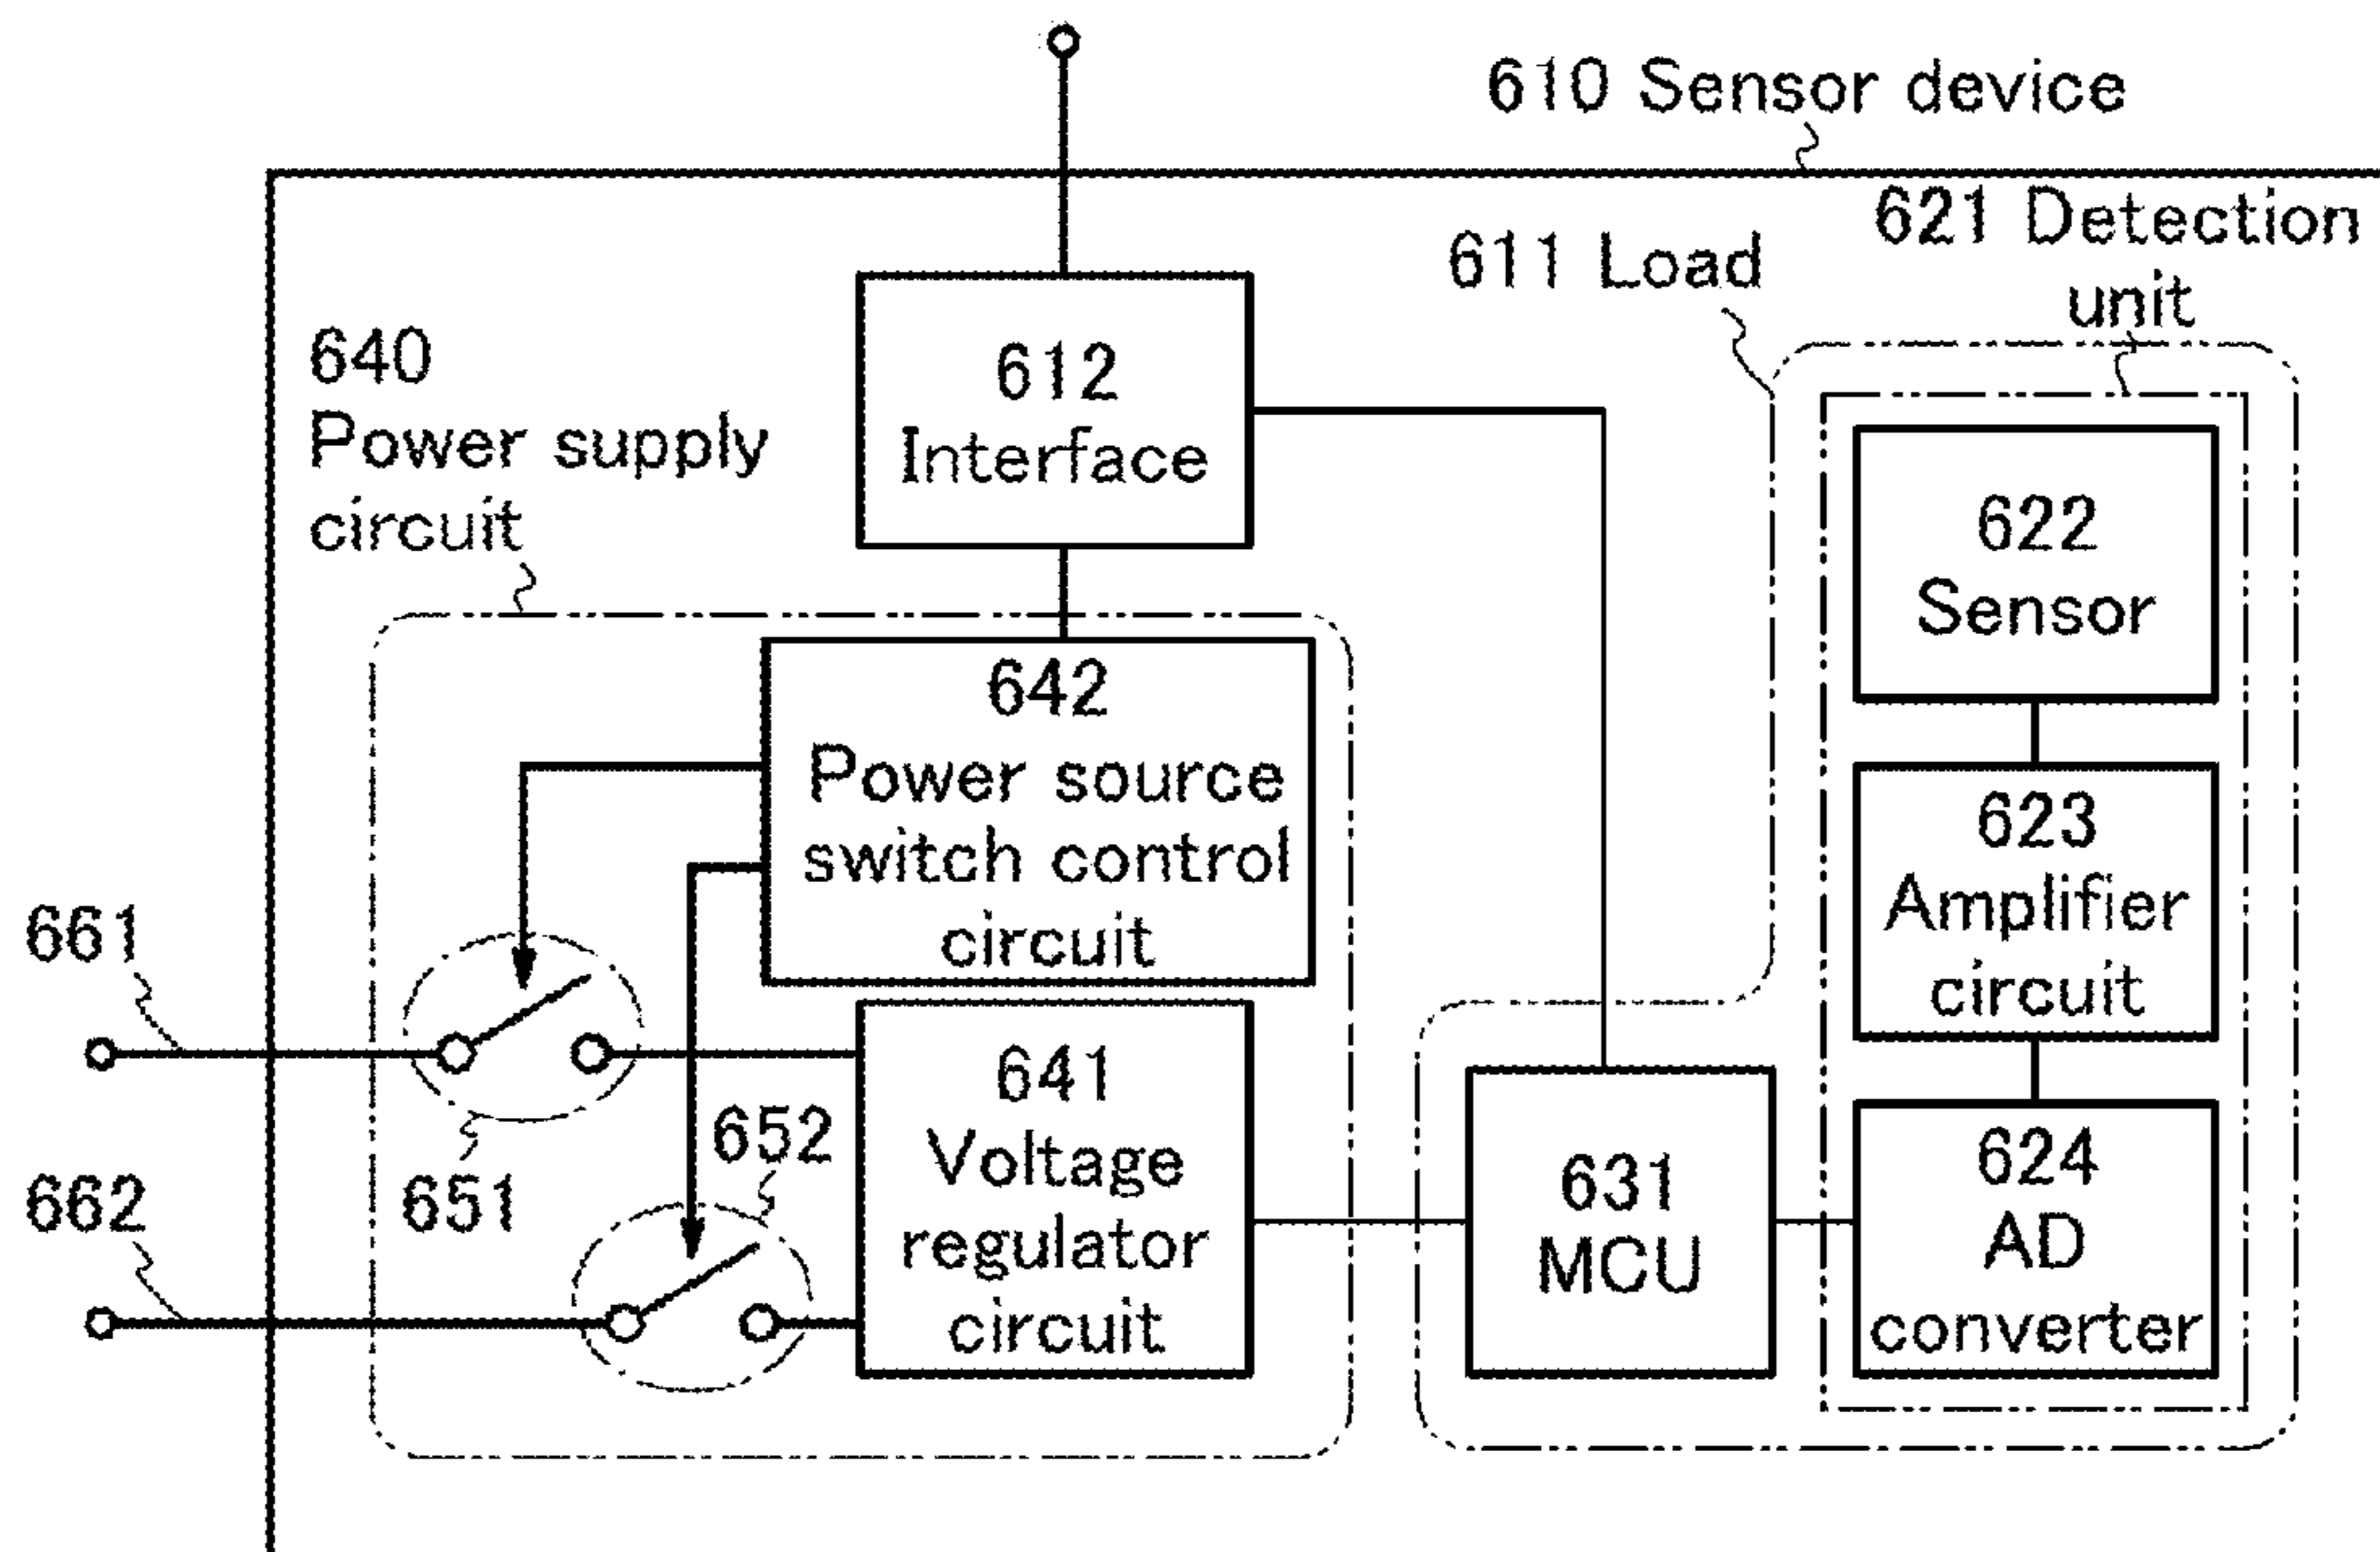 610 Sensor device
621 Detection
unit
611 Load
640
Power supply
circuit
612
Interface
622
Sensor
642
Power source
switch control
circuit
623
Amplifier
circuit
661
651
652
641
Voltage
regulator
circuit
662
631
MCU
624
AD
converter